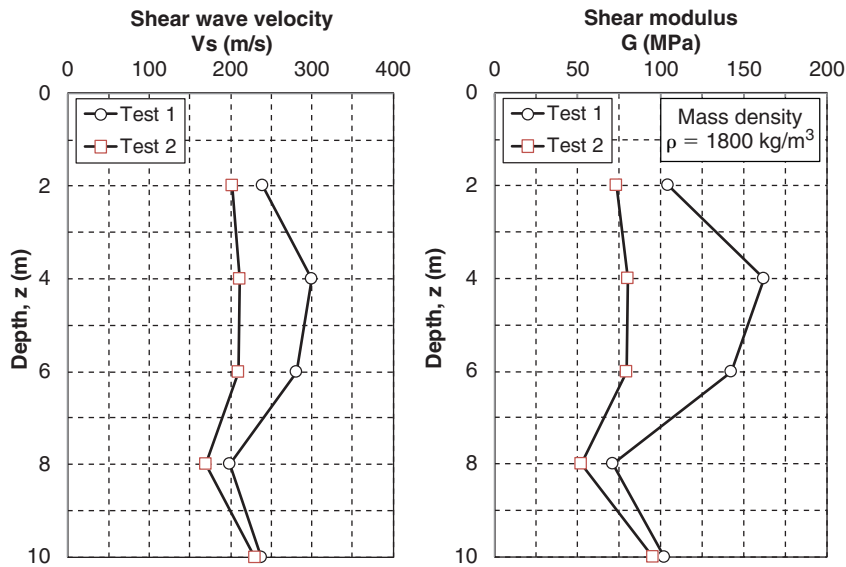 Shear wave velocity
Vs (m/s)
0 100 200 300 400
0
2
4
6
8
10
Depth, z (m)
Test 1
Test 2
Shear modulus
G (MPa)
0 50 100 150 200
0
2
4
6
8
10
Depth, z (m)
Test 1
Test 2
Mass density
ρ = 1800 kg/m³